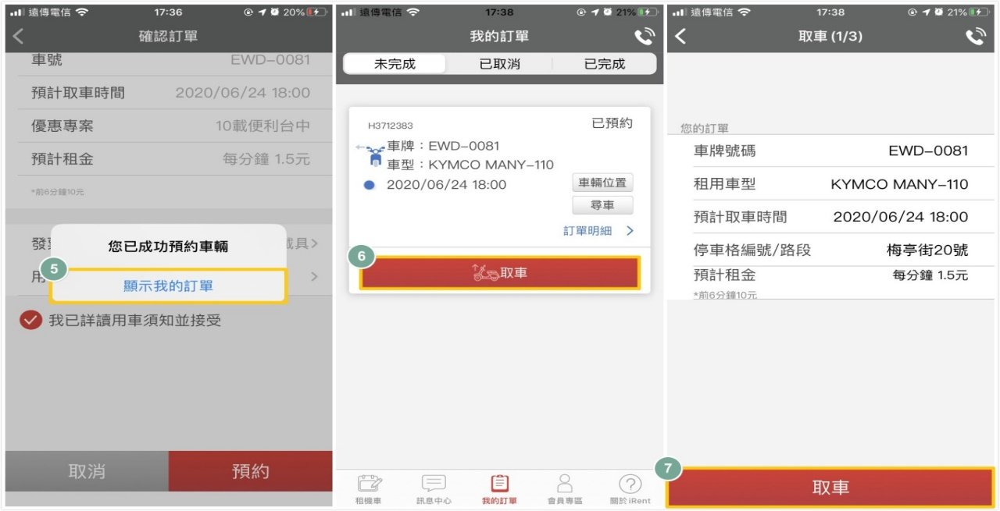 遠傳電信 17:36 20%
確認訂單
車號 EWD-0081
預計取車時間 2020/06/24 18:00
優惠專案 10載便利台中
預計租金 每分鐘 1.5元
*前6分鐘10元
您已成功預約車輛
5
顯示我的訂單
我已詳讀用車須知並接受
取消 預約
遠傳電信 17:38 21%
我的訂單
未完成 已取消 已完成
H3712383 已預約
車牌：EWD-0081
車型：KYMCO MANY-110
2020/06/24 18:00 車輛位置
尋車
訂單明細 >
6
取車
租機車 訊息中心 我的訂單 會員專區 關於iRent
遠傳電信 17:38 21%
取車 (1/3)
您的訂單
車牌號碼 EWD-0081
租用車型 KYMCO MANY-110
預計取車時間 2020/06/24 18:00
停車格編號/路段 梅亭街20號
預計租金 每分鐘 1.5元
*前6分鐘10元
7
取車